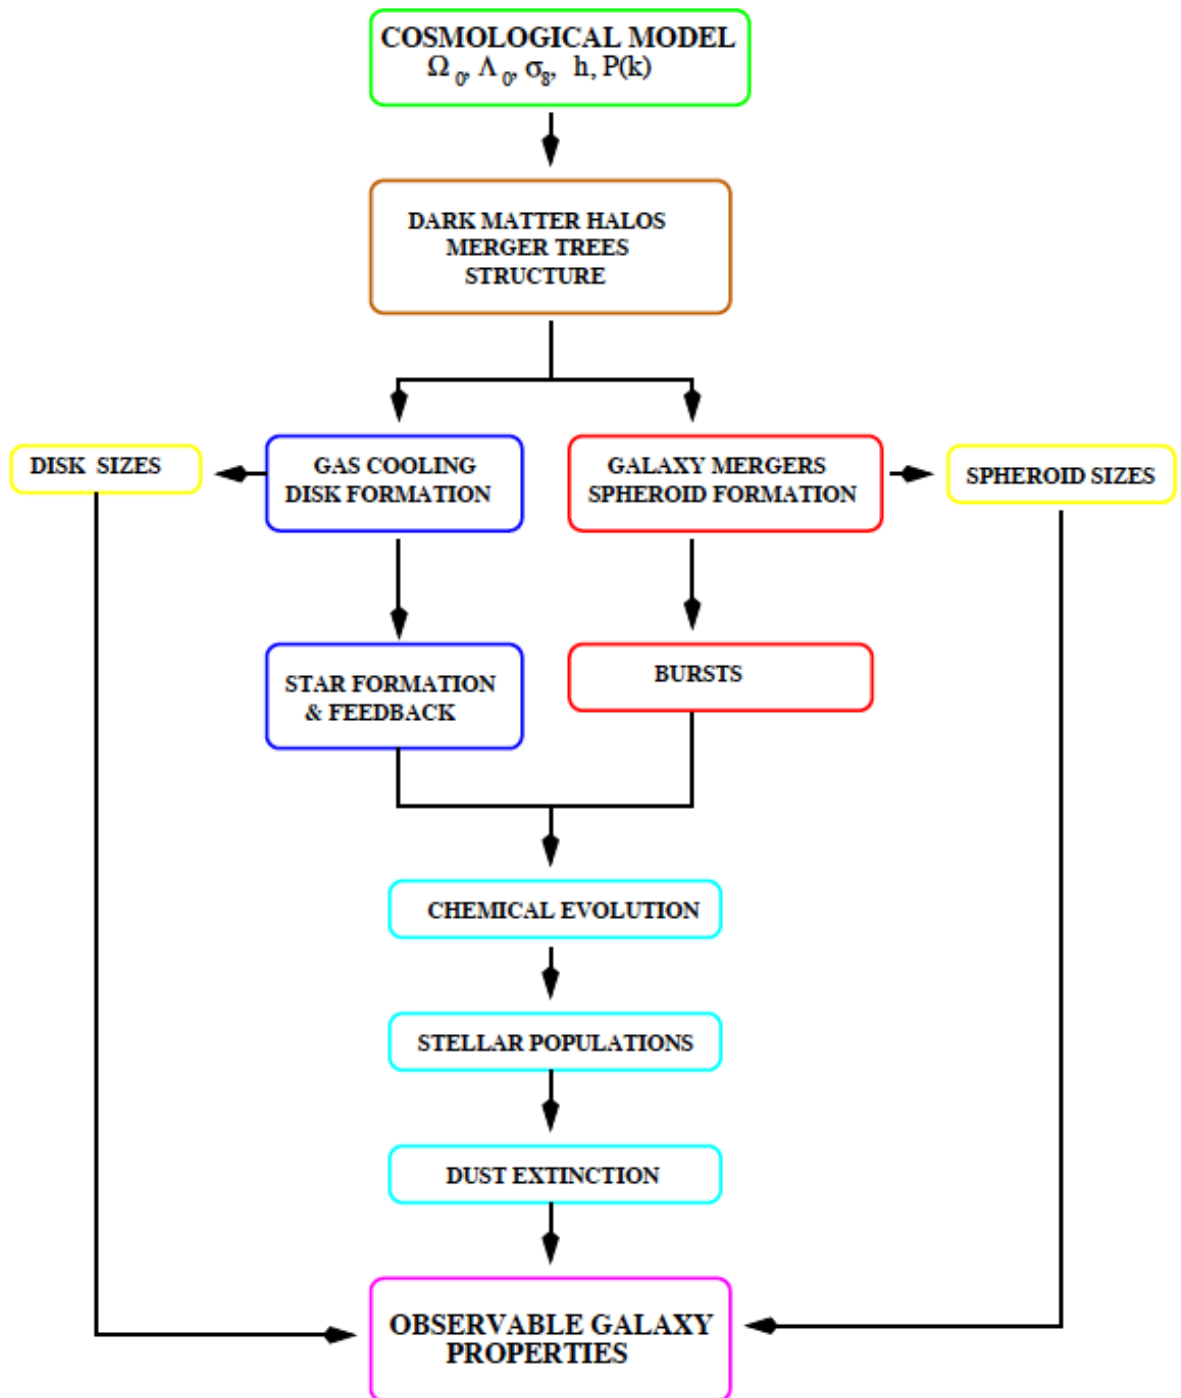 COSMOLOGICAL MODEL
Ω₀, Λ₀, σ₈, h, P(k)
DARK MATTER HALOS
MERGER TREES
STRUCTURE
DISK SIZES
GAS COOLING
DISK FORMATION
GALAXY MERGERS
SPHEROID FORMATION
SPHEROID SIZES
STAR FORMATION
& FEEDBACK
BURSTS
CHEMICAL EVOLUTION
STELLAR POPULATIONS
DUST EXTINCTION
OBSERVABLE GALAXY
PROPERTIES